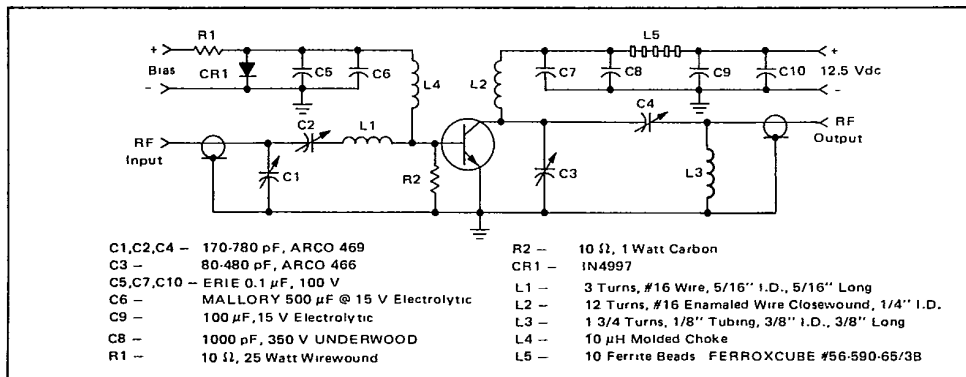 R1
L5
+
+
Bias
CR1
C5
C6
L4
L2
C7
C8
C9
C10
12.5 Vdc
-
-
C4
RF
Input
C2
L1
RF
Output
C1
R2
C3
L3
C1,C2,C4 – 170-780 pF, ARCO 469
C3 – 80-480 pF, ARCO 466
C5,C7,C10 – ERIE 0.1 µF, 100 V
C6 – MALLORY 500 µF @ 15 V Electrolytic
C9 – 100 µF, 15 V Electrolytic
C8 – 1000 pF, 350 V UNDERWOOD
R1 – 10 Ω, 25 Watt Wirewound
R2 – 10 Ω, 1 Watt Carbon
CR1 – IN4997
L1 – 3 Turns, #16 Wire, 5/16" I.D., 5/16" Long
L2 – 12 Turns, #16 Enamaled Wire Closewound, 1/4" I.D.
L3 – 1 3/4 Turns, 1/8" Tubing, 3/8" I.D., 3/8" Long
L4 – 10 µH Molded Choke
L5 – 10 Ferrite Beads FERROXCUBE #56-590-65/3B